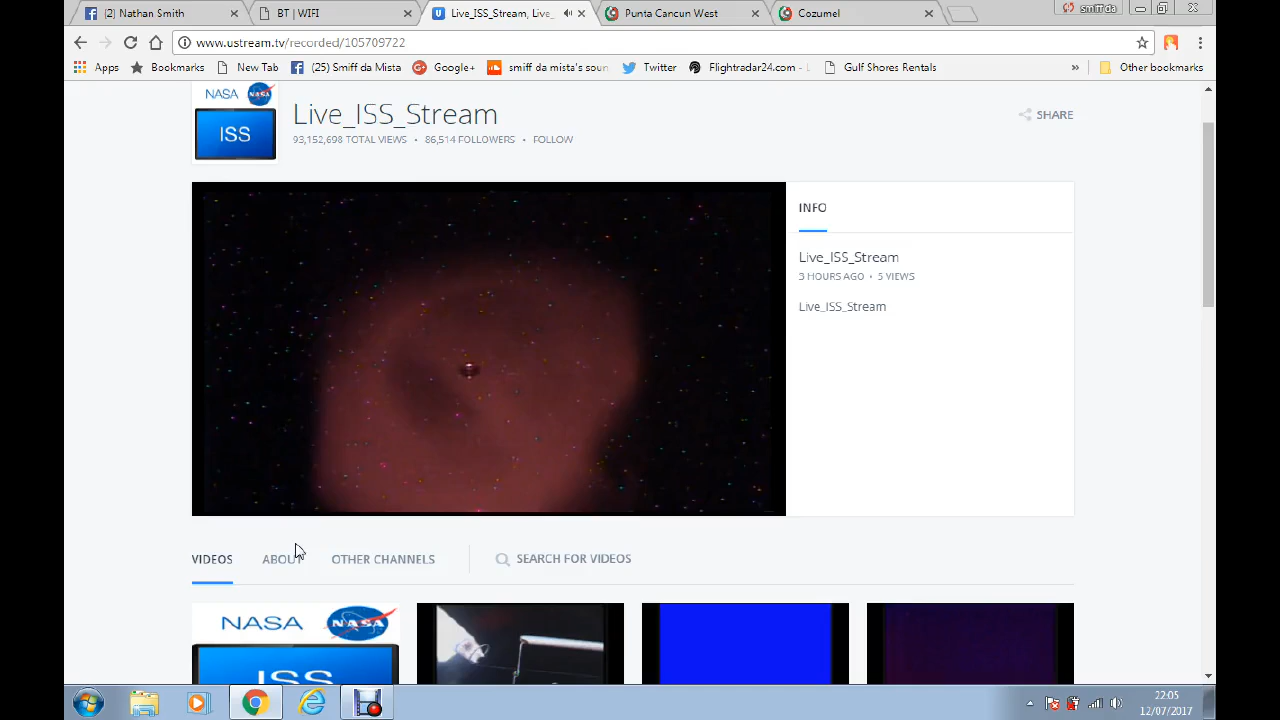 (2) Nathan Smith
BT | WIFI
Live_ISS_Stream, Live_
Punta Cancun West
Cozumel
smiff da
www.ustream.tv/recorded/105709722
Apps
Bookmarks
New Tab
(25) Smiff da Mista
Google+
smiff da mista's soun
Twitter
Flightradar24.com - L
Gulf Shores Rentals
»
Other bookmarks
NASA
ISS
Live_ISS_Stream
93,152,698 TOTAL VIEWS • 86,514 FOLLOWERS • FOLLOW
SHARE
INFO
Live_ISS_Stream
3 HOURS AGO • 5 VIEWS
Live_ISS_Stream
VIDEOS
ABOUT
OTHER CHANNELS
SEARCH FOR VIDEOS
NASA
NASA
ISS
22:05
12/07/2017